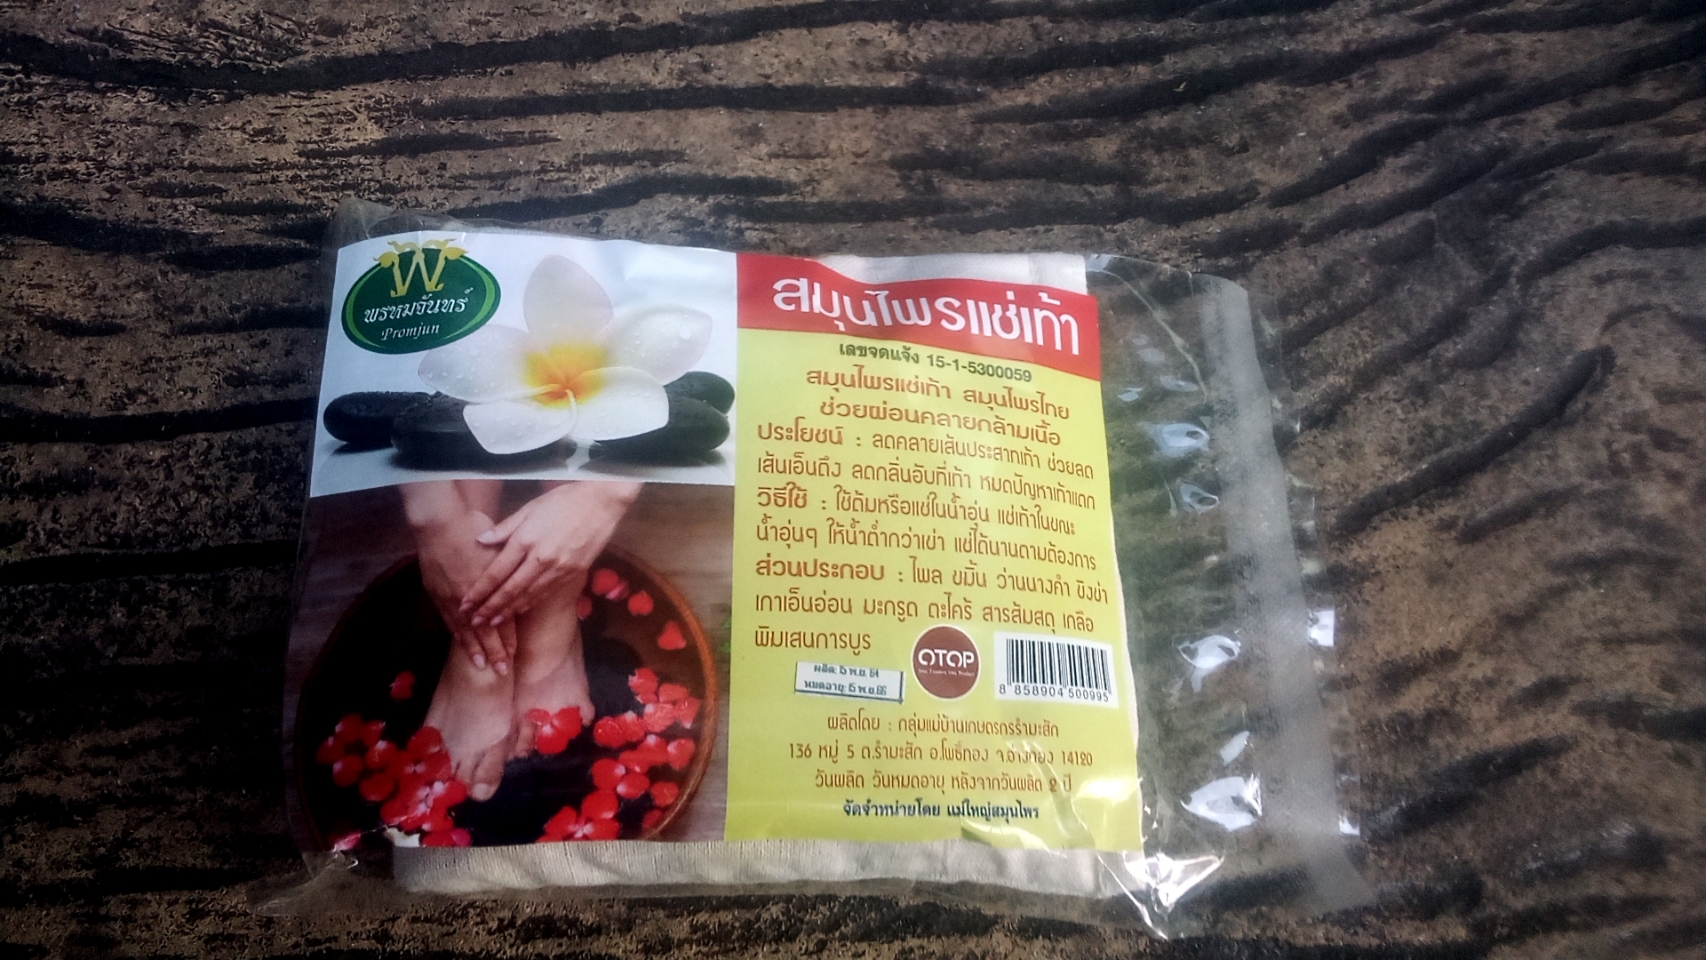 พ
พรหมจันทร์
Promjun
สมุนไพรแช่เท้า
เลขจดแจ้ง 15-1-5300059
สมุนไพรแช่เท้า สมุนไพรไทย
ช่วยผ่อนคลายกล้ามเนื้อ
ประโยชน์ : ลดคลายเส้นประสาทเท้า ช่วยลด
เส้นเอ็นตึง ลดกลิ่นอับที่เท้า หมดปัญหาเท้าแตก
วิธีใช้ : ใช้ต้มหรือแช่ในน้ำอุ่น แช่เท้าในขณะ
น้ำอุ่นๆ ให้น้ำต่ำกว่าเข่า แช่ได้นานตามต้องการ
ส่วนประกอบ : ไพล ขมิ้น ว่านนางคำ ขิงข่า
เถาเอ็นอ่อน มะกรูด ตะไคร้ สารส้มสตุ เกลือ
พิมเสนการบูร
ผลิต: 5 พ.ย. 64
หมดอายุ: 5 พ.ย. 66
OTOP
8 858904 500995
ผลิตโดย : กลุ่มแม่บ้านเกษตรกรรำมะสัก
136 หมู่ 5 ต.รำมะสัก อ.โพธิ์ทอง จ.อ่างทอง 14120
วันผลิต วันหมดอายุ หลังจากวันผลิต 2 ปี
จัดจำหน่ายโดย แม่ใหญ่สมุนไพร